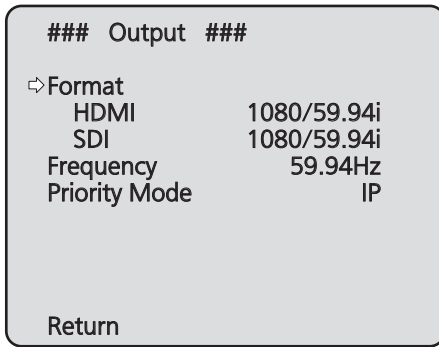 ### Output ###
⇨Format
HDMI 1080/59.94i
SDI 1080/59.94i
Frequency 59.94Hz
Priority Mode IP
Return